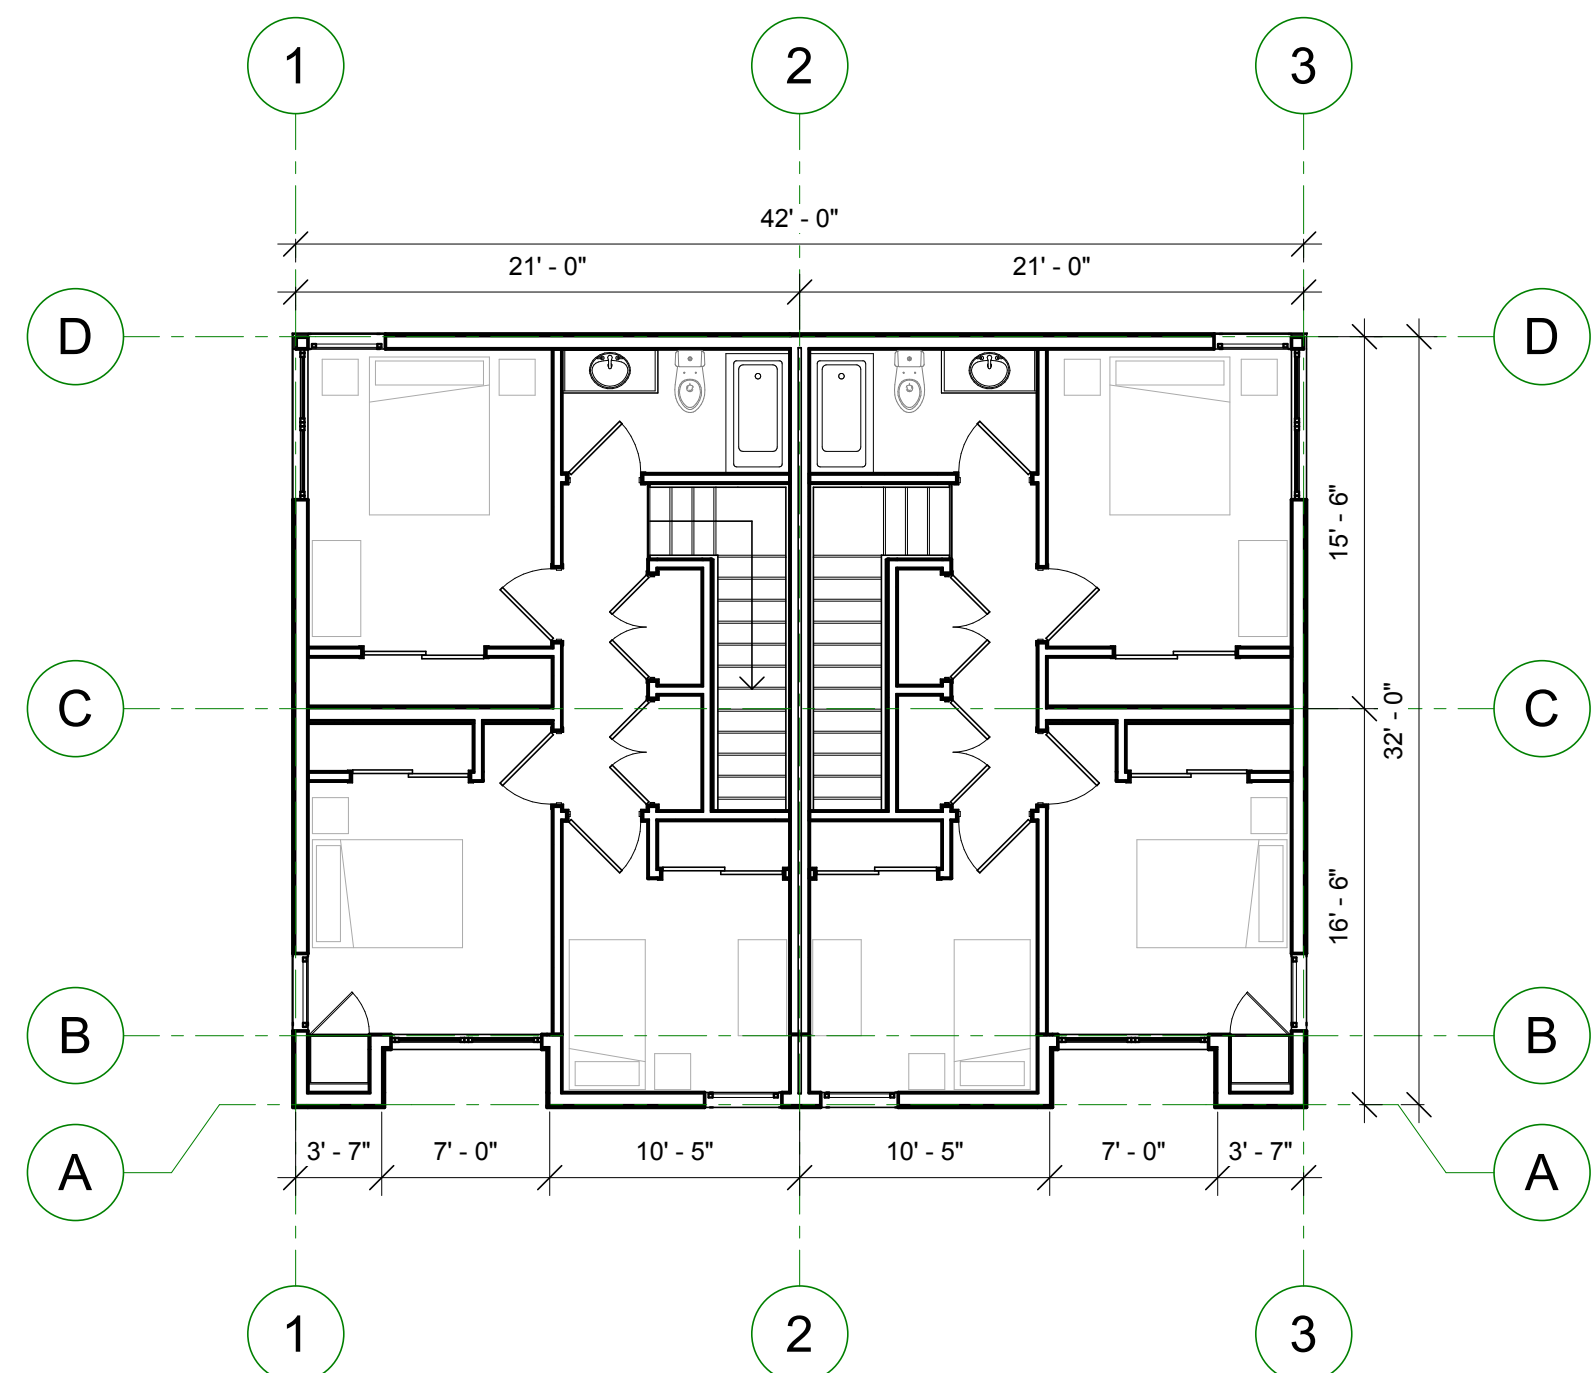 1 2 3
42' - 0"
21' - 0" 21' - 0"
D D
15' - 6"
C C
32' - 0"
16' - 6"
B B
3' - 7" 7' - 0" 10' - 5" 10' - 5" 7' - 0" 3' - 7"
A A
1 2 3